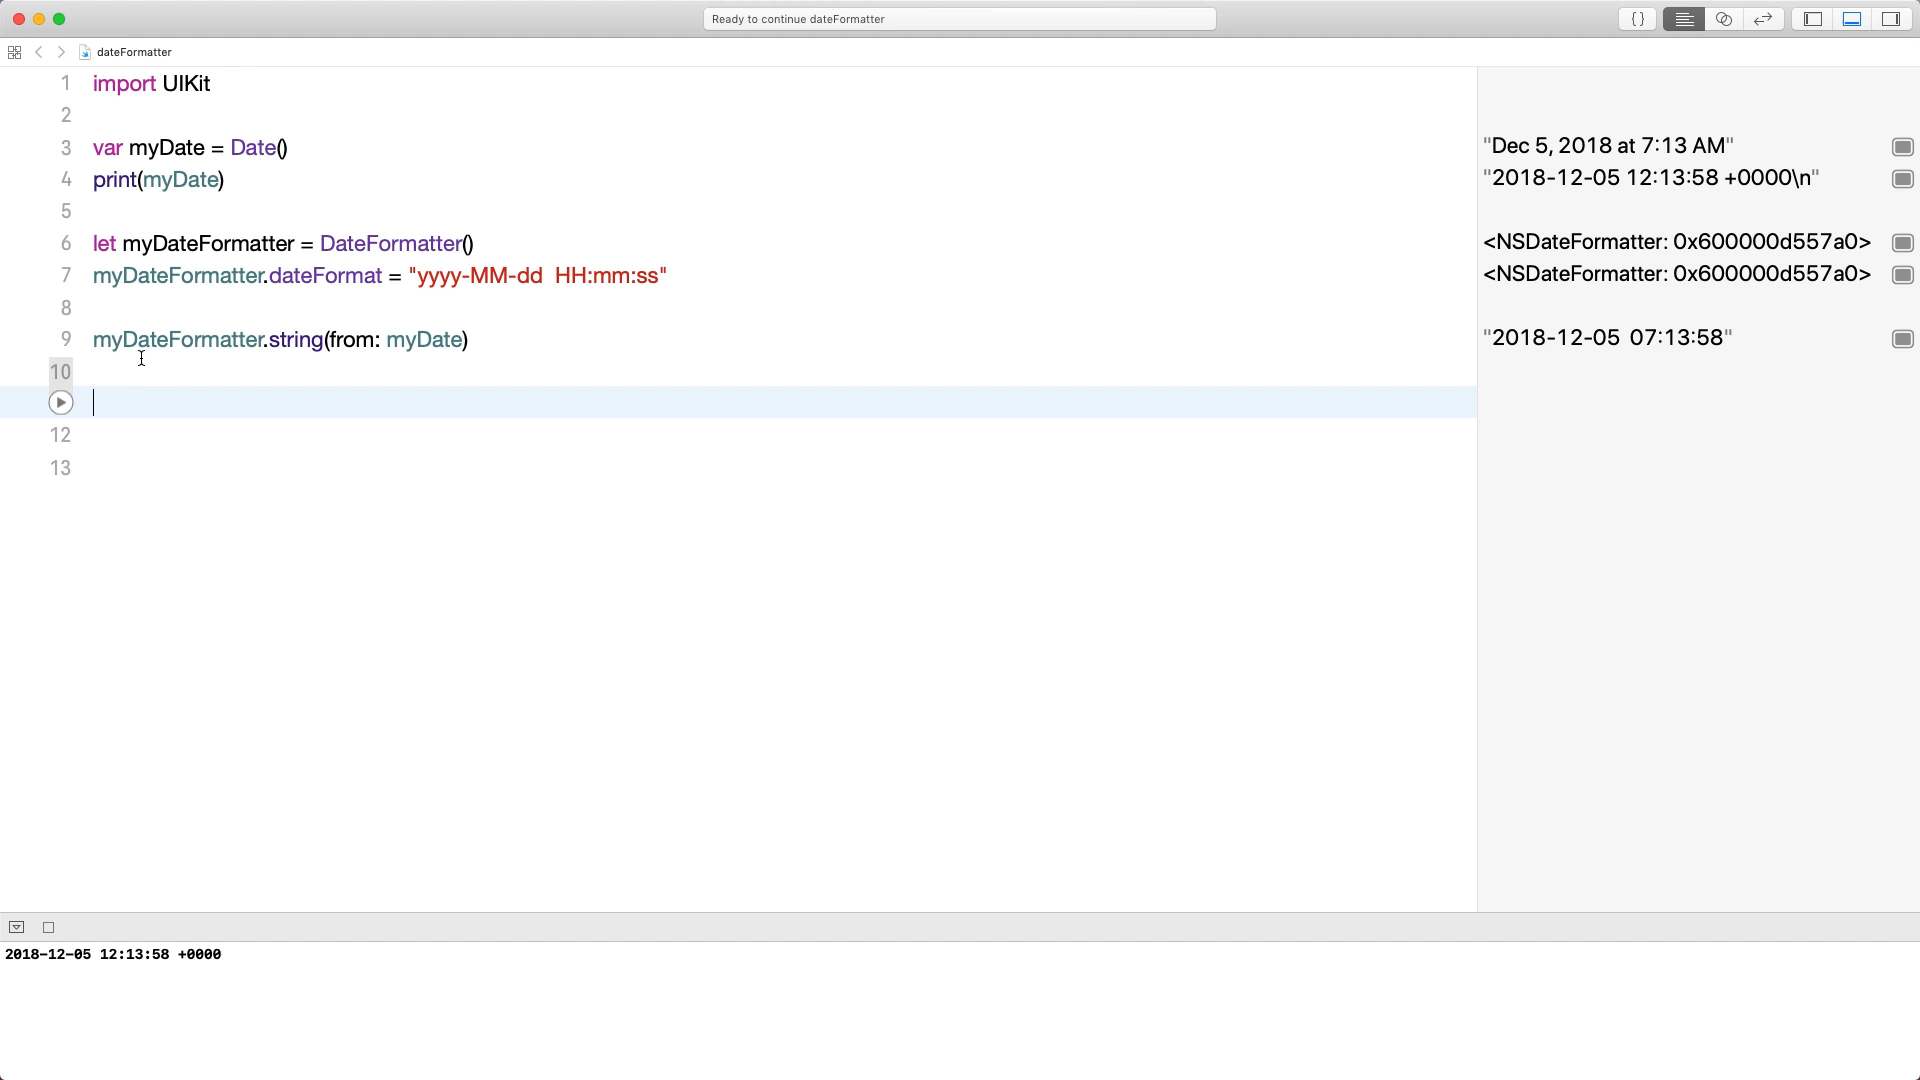 Ready to continue dateFormatter
{ }
dateFormatter
1 import UIKit
2
3 var myDate = Date()
"Dec 5, 2018 at 7:13 AM"
4 print(myDate)
"2018-12-05 12:13:58 +0000\n"
5
6 let myDateFormatter = DateFormatter()
<NSDateFormatter: 0x600000d557a0>
7 myDateFormatter.dateFormat = "yyyy-MM-dd  HH:mm:ss"
<NSDateFormatter: 0x600000d557a0>
8
9 myDateFormatter.string(from: myDate)
"2018-12-05  07:13:58"
10
12
13
2018-12-05 12:13:58 +0000